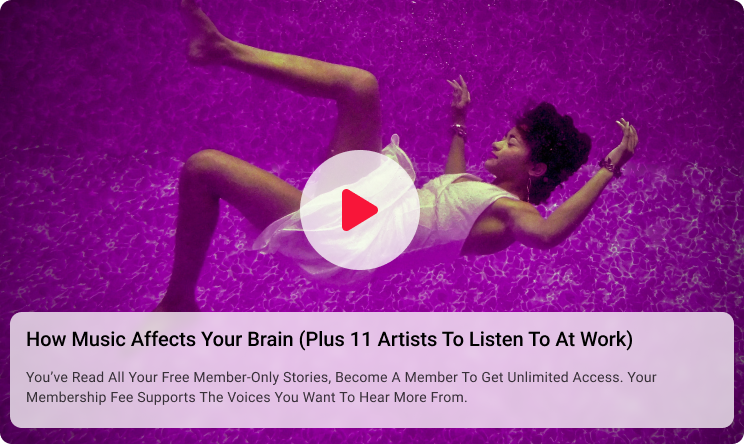 How Music Affects Your Brain (Plus 11 Artists To Listen To At Work)
You've Read All Your Free Member-Only Stories, Become A Member To Get Unlimited Access. Your
Membership Fee Supports The Voices You Want To Hear More From.